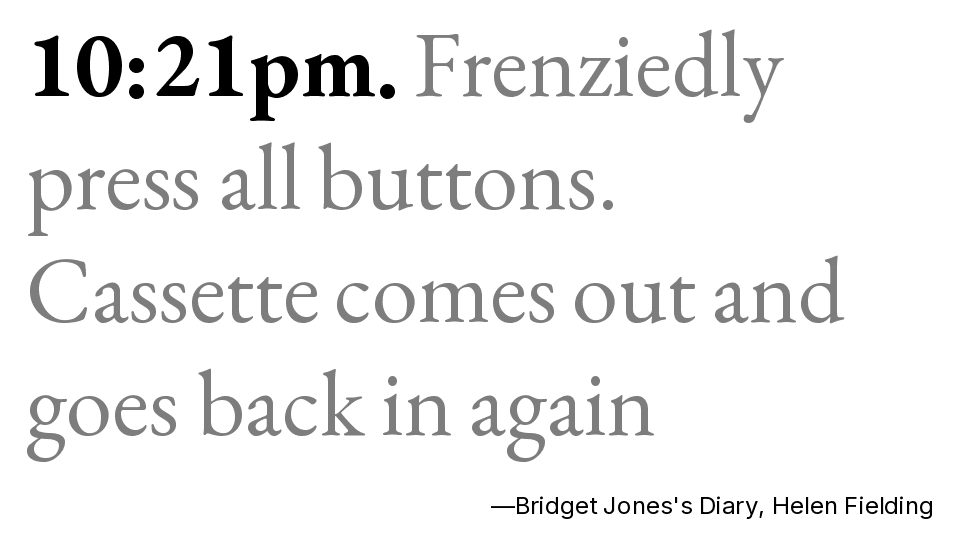 10:21pm. Frenziedly
press all buttons.
Cassette comes out and
goes back in again
—Bridget Jones's Diary, Helen Fielding